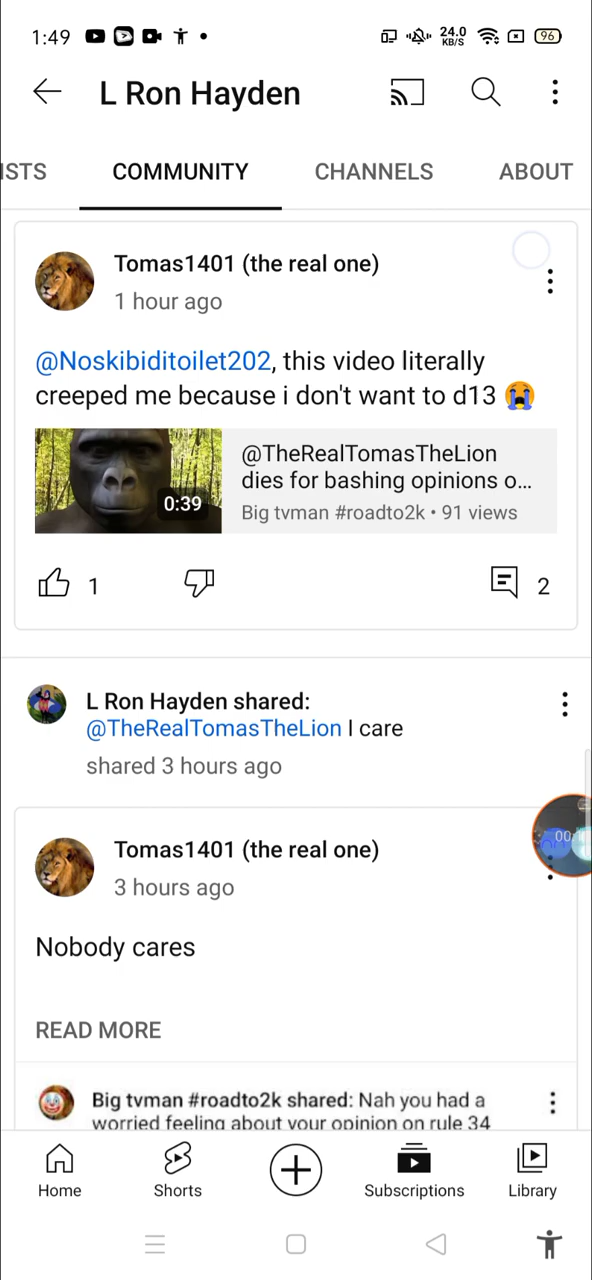 1:49
24.0
KB/S
96
L Ron Hayden
ISTS COMMUNITY CHANNELS ABOUT
Tomas1401 (the real one)
1 hour ago
@Noskibiditoilet202, this video literally
creeped me because i don't want to d13 😭
@TheRealTomasTheLion
dies for bashing opinions o...
0:39
Big tvman #roadto2k • 91 views
1
2
L Ron Hayden shared:
@TheRealTomasTheLion I care
shared 3 hours ago
00:
Tomas1401 (the real one)
3 hours ago
Nobody cares
READ MORE
Big tvman #roadto2k shared: Nah you had a
worried feeling about your opinion on rule 34
Home
Shorts
Subscriptions
Library